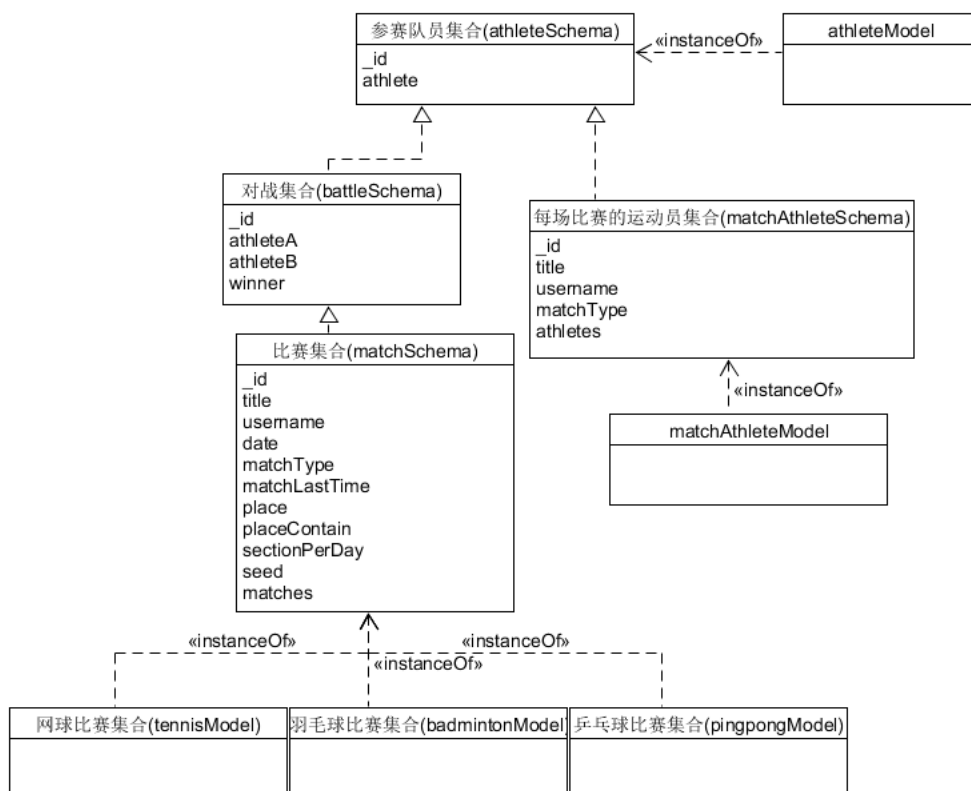 参赛队员集合(athleteSchema)
_id
athlete
«instanceOf»
athleteModel
对战集合(battleSchema)
_id
athleteA
athleteB
winner
每场比赛的运动员集合(matchAthleteSchema)
_id
title
username
matchType
athletes
比赛集合(matchSchema)
_id
title
username
date
matchType
matchLastTime
place
placeContain
sectionPerDay
seed
matches
«instanceOf»
matchAthleteModel
«instanceOf»
«instanceOf»
«instanceOf»
网球比赛集合(tennisModel)
羽毛球比赛集合(badmintonModel)
乒乓球比赛集合(pingpongModel)